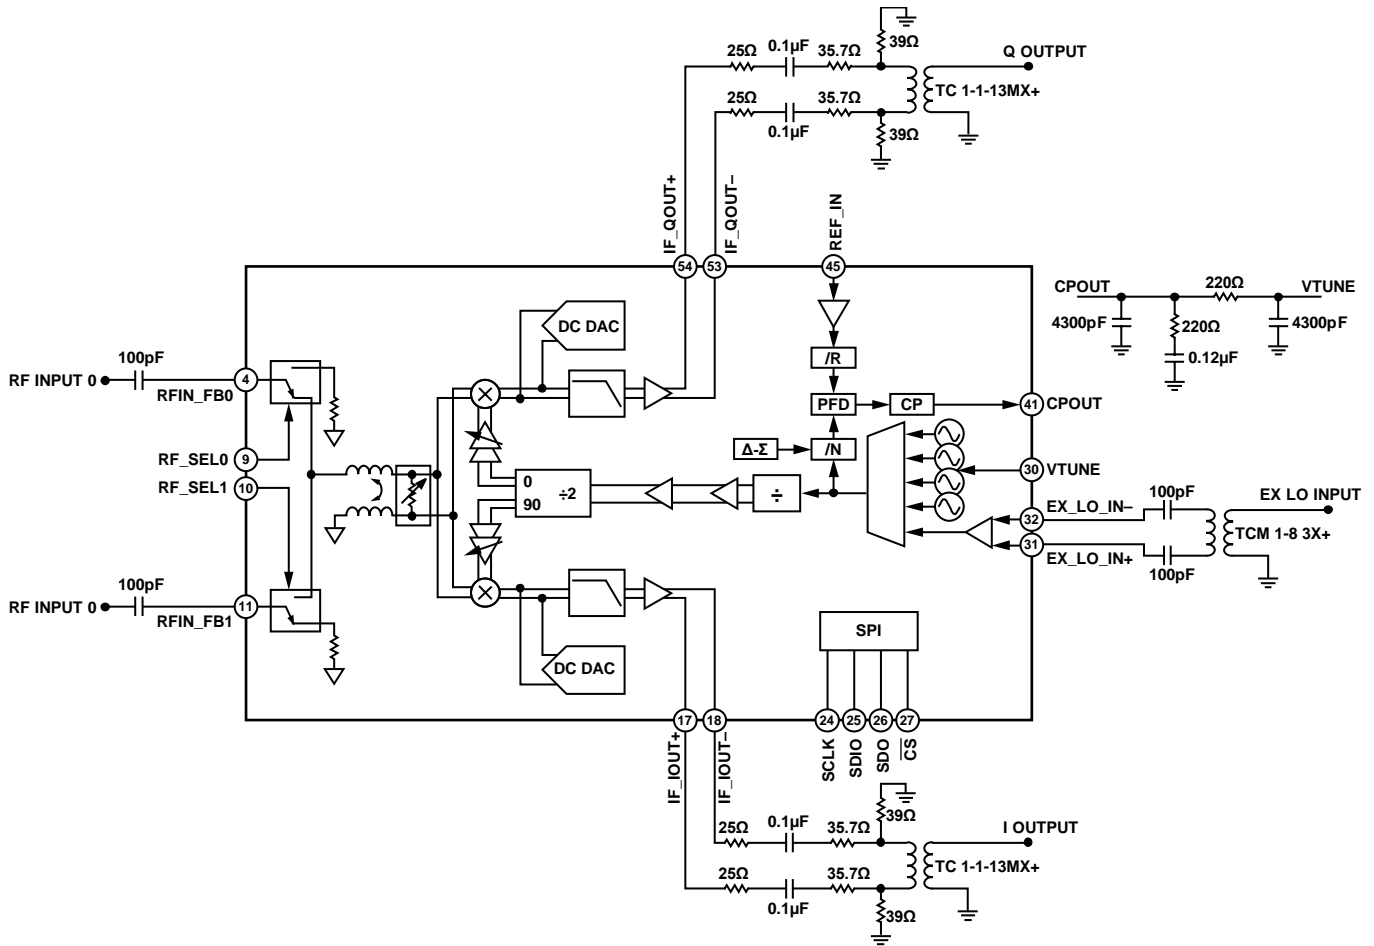 0.1µF
25Ω
35.7Ω
39Ω
Q OUTPUT
TC 1-1-13MX+
25Ω
35.7Ω
0.1µF
39Ω
IF_QOUT+
IF_QOUT–
REF_IN
54
53
45
CPOUT
220Ω
VTUNE
4300pF
220Ω
4300pF
0.12µF
DC DAC
/R
100pF
RF INPUT 0
4
RFIN_FB0
PFD
CP
41
CPOUT
Δ-Σ
/N
RF_SEL0
9
30
VTUNE
RF_SEL1
10
0
90
÷2
÷
EX_LO_IN–
32
31
EX_LO_IN+
100pF
EX LO INPUT
TCM 1-8 3X+
100pF
100pF
RF INPUT 0
11
RFIN_FB1
SPI
DC DAC
17
18
24
25
26
27
IF_IOUT+
IF_IOUT–
SCLK
SDIO
SDO
CS
25Ω
0.1µF
35.7Ω
39Ω
I OUTPUT
TC 1-1-13MX+
25Ω
35.7Ω
0.1µF
39Ω